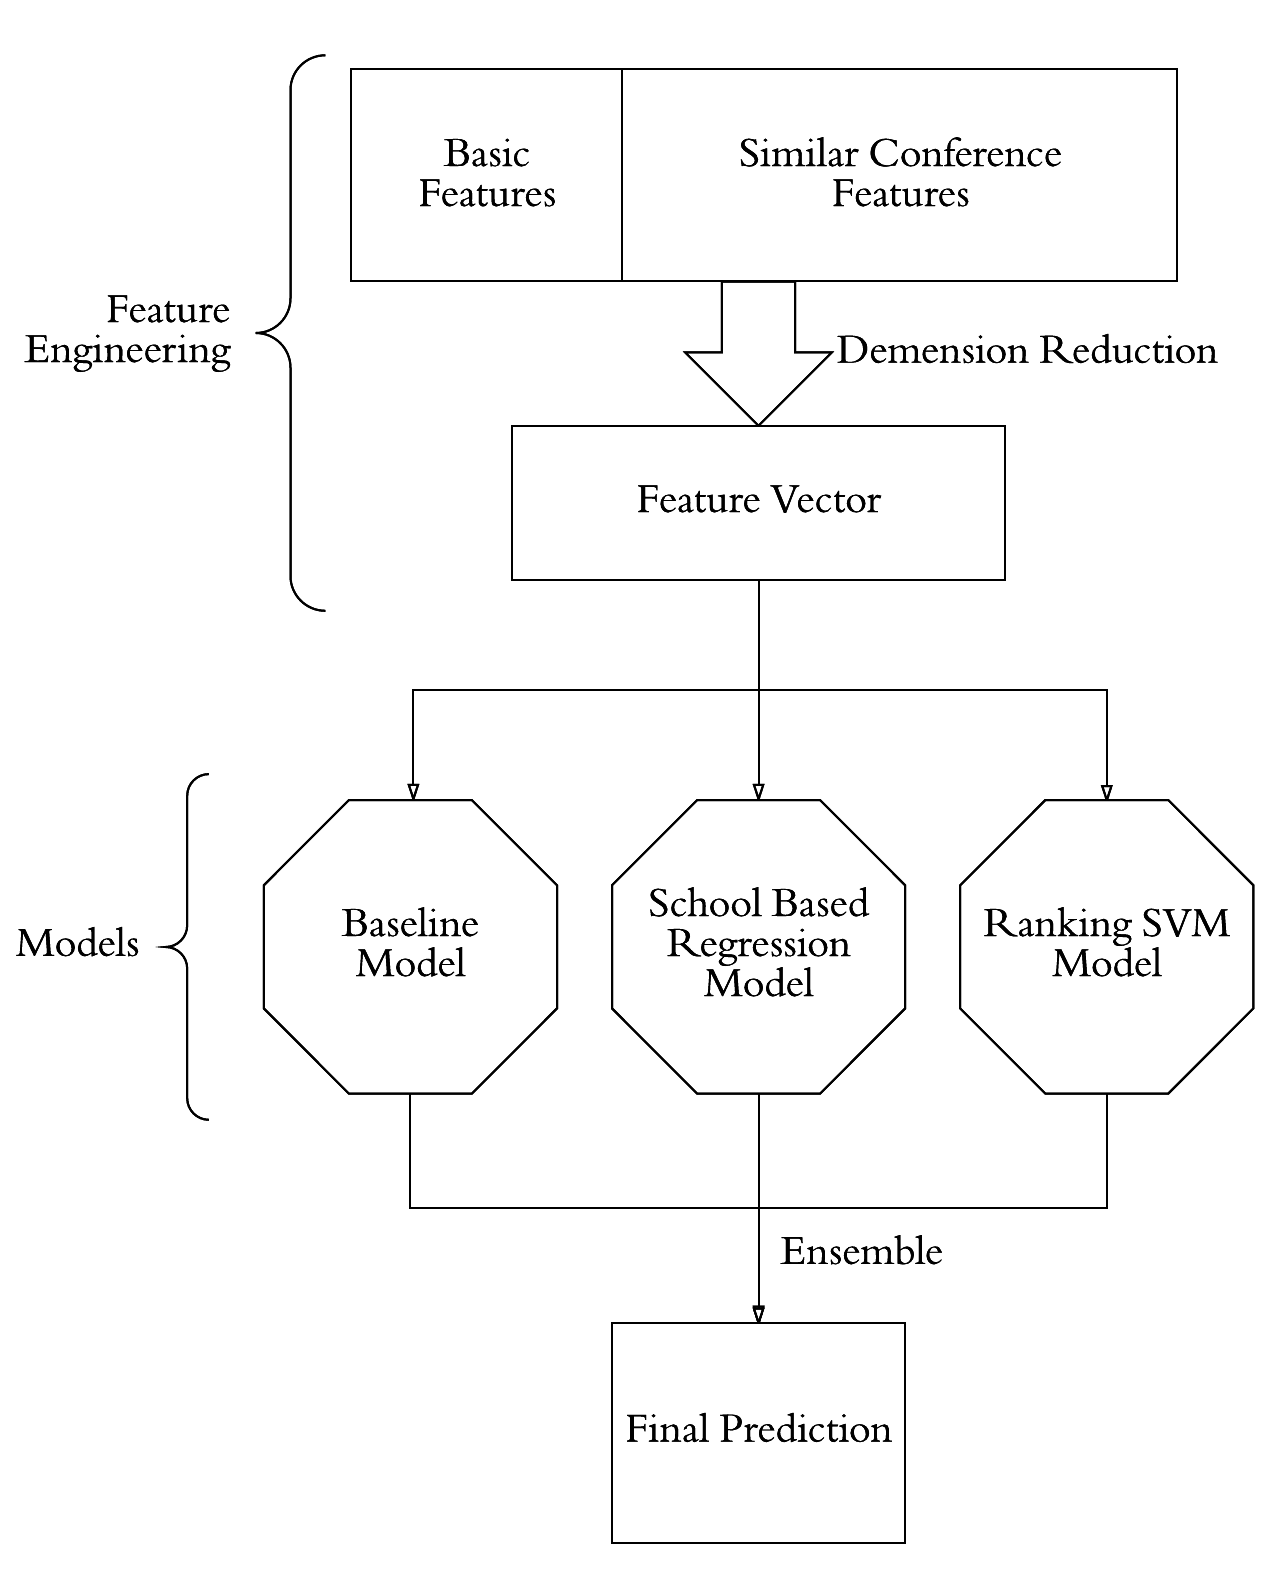 Basic
Features
Similar Conference
Features
Feature
Engineering
Demension Reduction
Feature Vector
Models
Baseline
Model
School Based
Regression
Model
Ranking SVM
Model
Ensemble
Final Prediction